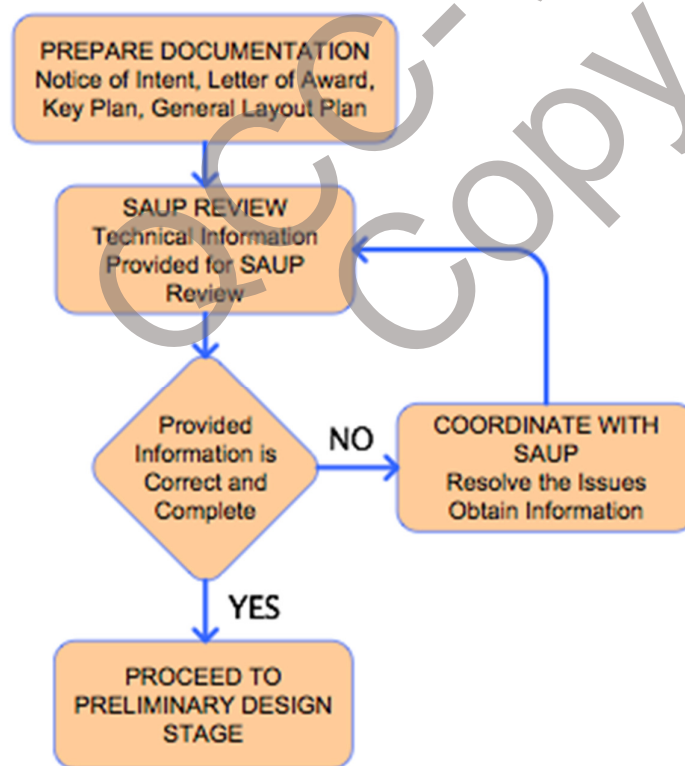 PREPARE DOCUMENTATION
Notice of Intent, Letter of Award,
Key Plan, General Layout Plan
SAUP REVIEW
Technical Information
Provided for SAUP
Review
Provided
Information is
Correct and
Complete
NO
COORDINATE WITH
SAUP
Resolve the Issues
Obtain Information
YES
PROCEED TO
PRELIMINARY DESIGN
STAGE
QCC-
Copy